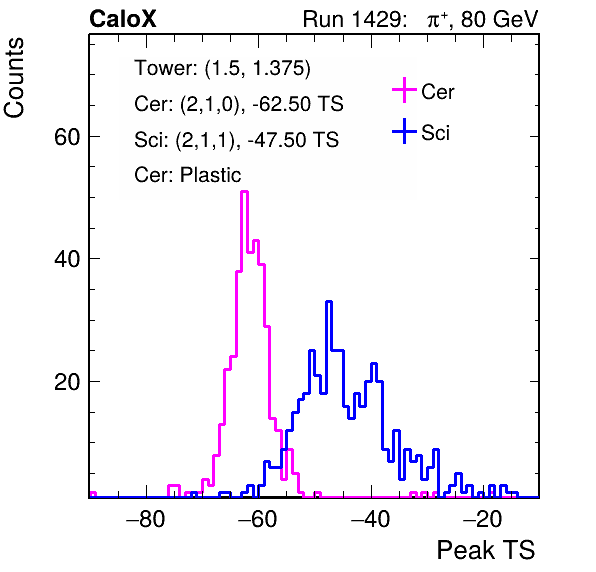 CaloX Run 1429: π⁺, 80 GeV
Counts
Tower: (1.5, 1.375)
Cer: (2,1,0), -62.50 TS
Sci: (2,1,1), -47.50 TS
Cer: Plastic
Cer
Sci
60
40
20
−80 −60 −40 −20
Peak TS